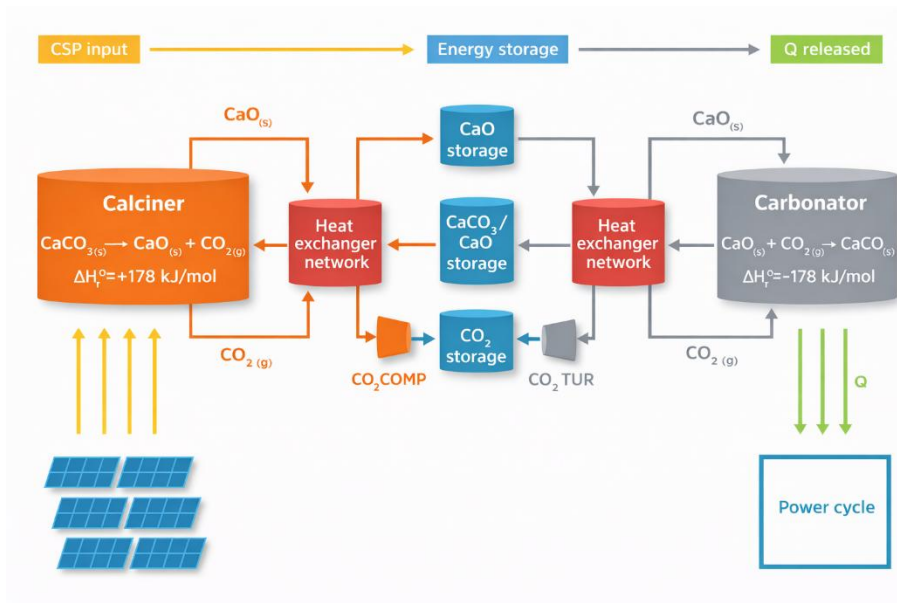 CSP input
Energy storage
Q released
CaO(s)
CaO
storage
CaO(s)
Calciner
CaCO3(s)→ CaO(s) + CO2(g)
ΔHr°=+178 kJ/mol
Heat
exchanger
network
CaCO3/
CaO
storage
Heat
exchanger
network
Carbonator
CaO(s)+ CO2(g)→ CaCO(s)
ΔHr°=-178 kJ/mol
CO2 (g)
CO2COMP
CO2
storage
CO2 TUR
CO2 (g)
Q
Power cycle